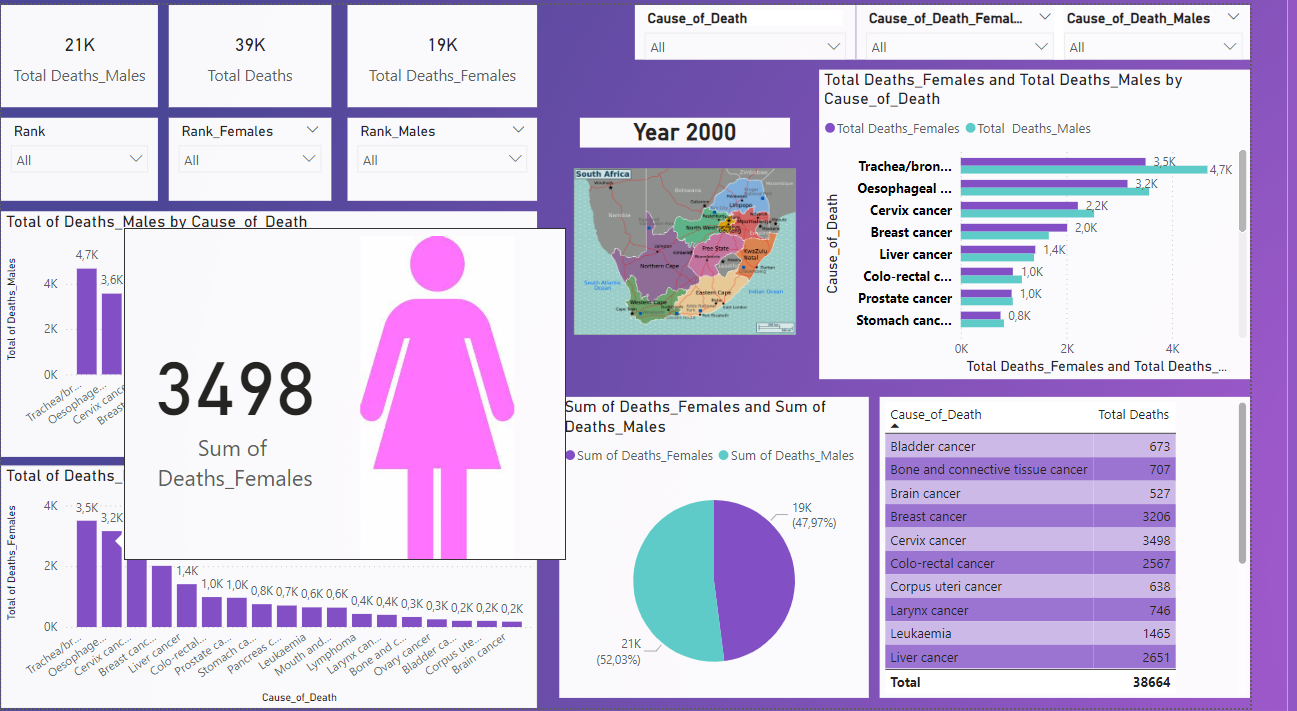 21K
Total Deaths_Males
39K
Total Deaths
19K
Total Deaths_Females
Cause_of_Death
All
Cause_of_Death_Femal...
All
Cause_of_Death_Males
All
Rank
All
Rank_Females
All
Rank_Males
All
Year 2000
South Africa
Namibia
Botswana
Zimbabwe
Limpopo
North West
Mpumalanga
Free State
KwaZulu
Natal
Northern Cape
Eastern Cape
Western Cape
South Atlantic
Ocean
Indian Ocean
Total Deaths_Females and Total Deaths_Males by
Cause_of_Death
Total Deaths_Females
Total Deaths_Males
Cause_of_Death
Trachea/bron...
3,5K
4,7K
Oesophageal ...
3,2K
Cervix cancer
2,2K
Breast cancer
2,0K
Liver cancer
1,4K
Colo-rectal c...
1,0K
Prostate cancer
1,0K
Stomach canc...
0,8K
0K
2K
4K
Total Deaths_Females and Total Deaths_...
Total of Deaths_Males by Cause_of_Death
Total of Deaths_Males
4K
2K
0K
4,7K
3,6K
Trachea/br...
Oesophage...
Cervix canc
Breast
3498
Sum of
Deaths_Females
Total of Deaths_
Total of Deaths_Females
4K
2K
0K
3,5K
3,2K
1,4K
1,0K
1,0K
0,8K
0,7K
0,6K
0,6K
0,4K
0,4K
0,3K
0,3K
0,2K
0,2K
0,2K
Trachea/br...
Oesophage...
Cervix canc...
Breast canc...
Liver cancer
Colo-rectal...
Prostate ca...
Stomach ca...
Pancreas c...
Leukaemia
Mouth and...
Lymphoma
Larynx can...
Bone and c...
Ovary cancer
Bladder ca...
Corpus ute...
Brain cancer
Cause_of_Death
Sum of Deaths_Females and Sum of
Deaths_Males
Sum of Deaths_Females
Sum of Deaths_Males
19K
(47,97%)
21K
(52,03%)
Cause_of_Death Total Deaths
Bladder cancer 673
Bone and connective tissue cancer 707
Brain cancer 527
Breast cancer 3206
Cervix cancer 3498
Colo-rectal cancer 2567
Corpus uteri cancer 638
Larynx cancer 746
Leukaemia 1465
Liver cancer 2651
Total 38664